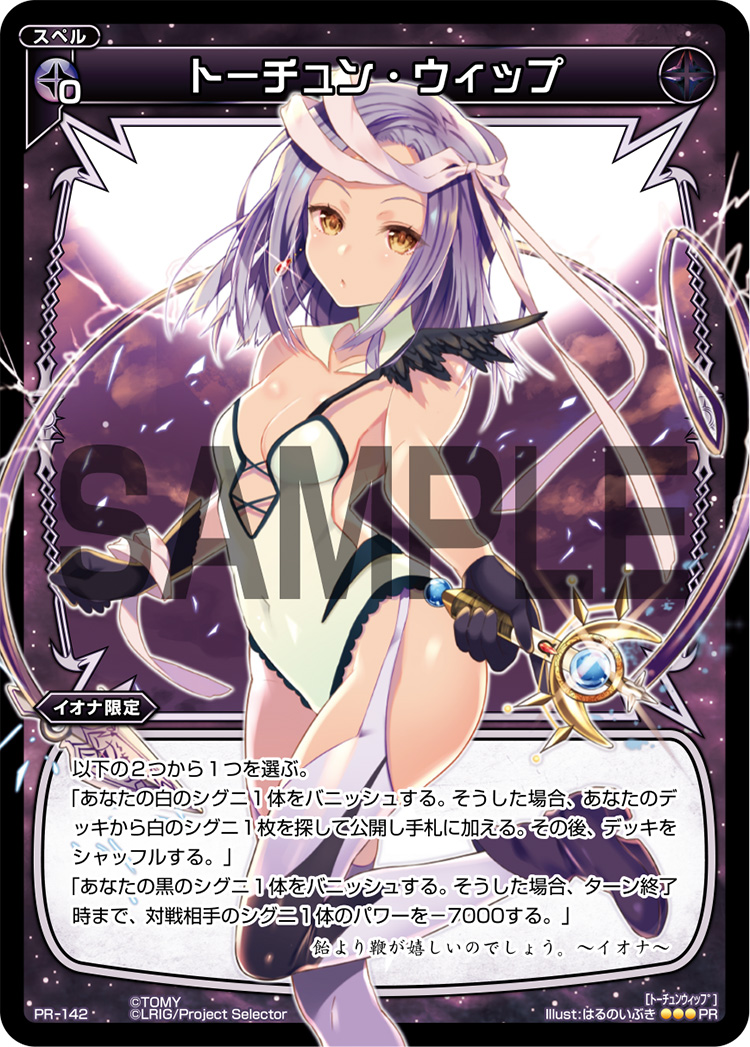 スペル
0
トーチュン・ウィップ
SAMPLE
イオナ限定
以下の２つから１つを選ぶ。
「あなたの白のシグニ１体をバニッシュする。そうした場合、あなたのデ
ッキから白のシグニ１枚を探して公開し手札に加える。その後、デッキを
シャッフルする。」
「あなたの黒のシグニ１体をバニッシュする。そうした場合、ターン終了
時まで、対戦相手のシグニ１体のパワーを－7000する。」
飴より鞭が嬉しいのでしょう。～イオナ～
PR-142
©TOMY
©LRIG/Project Selector
[トーチュンウィップ]
Illust:はるのいぶき
PR